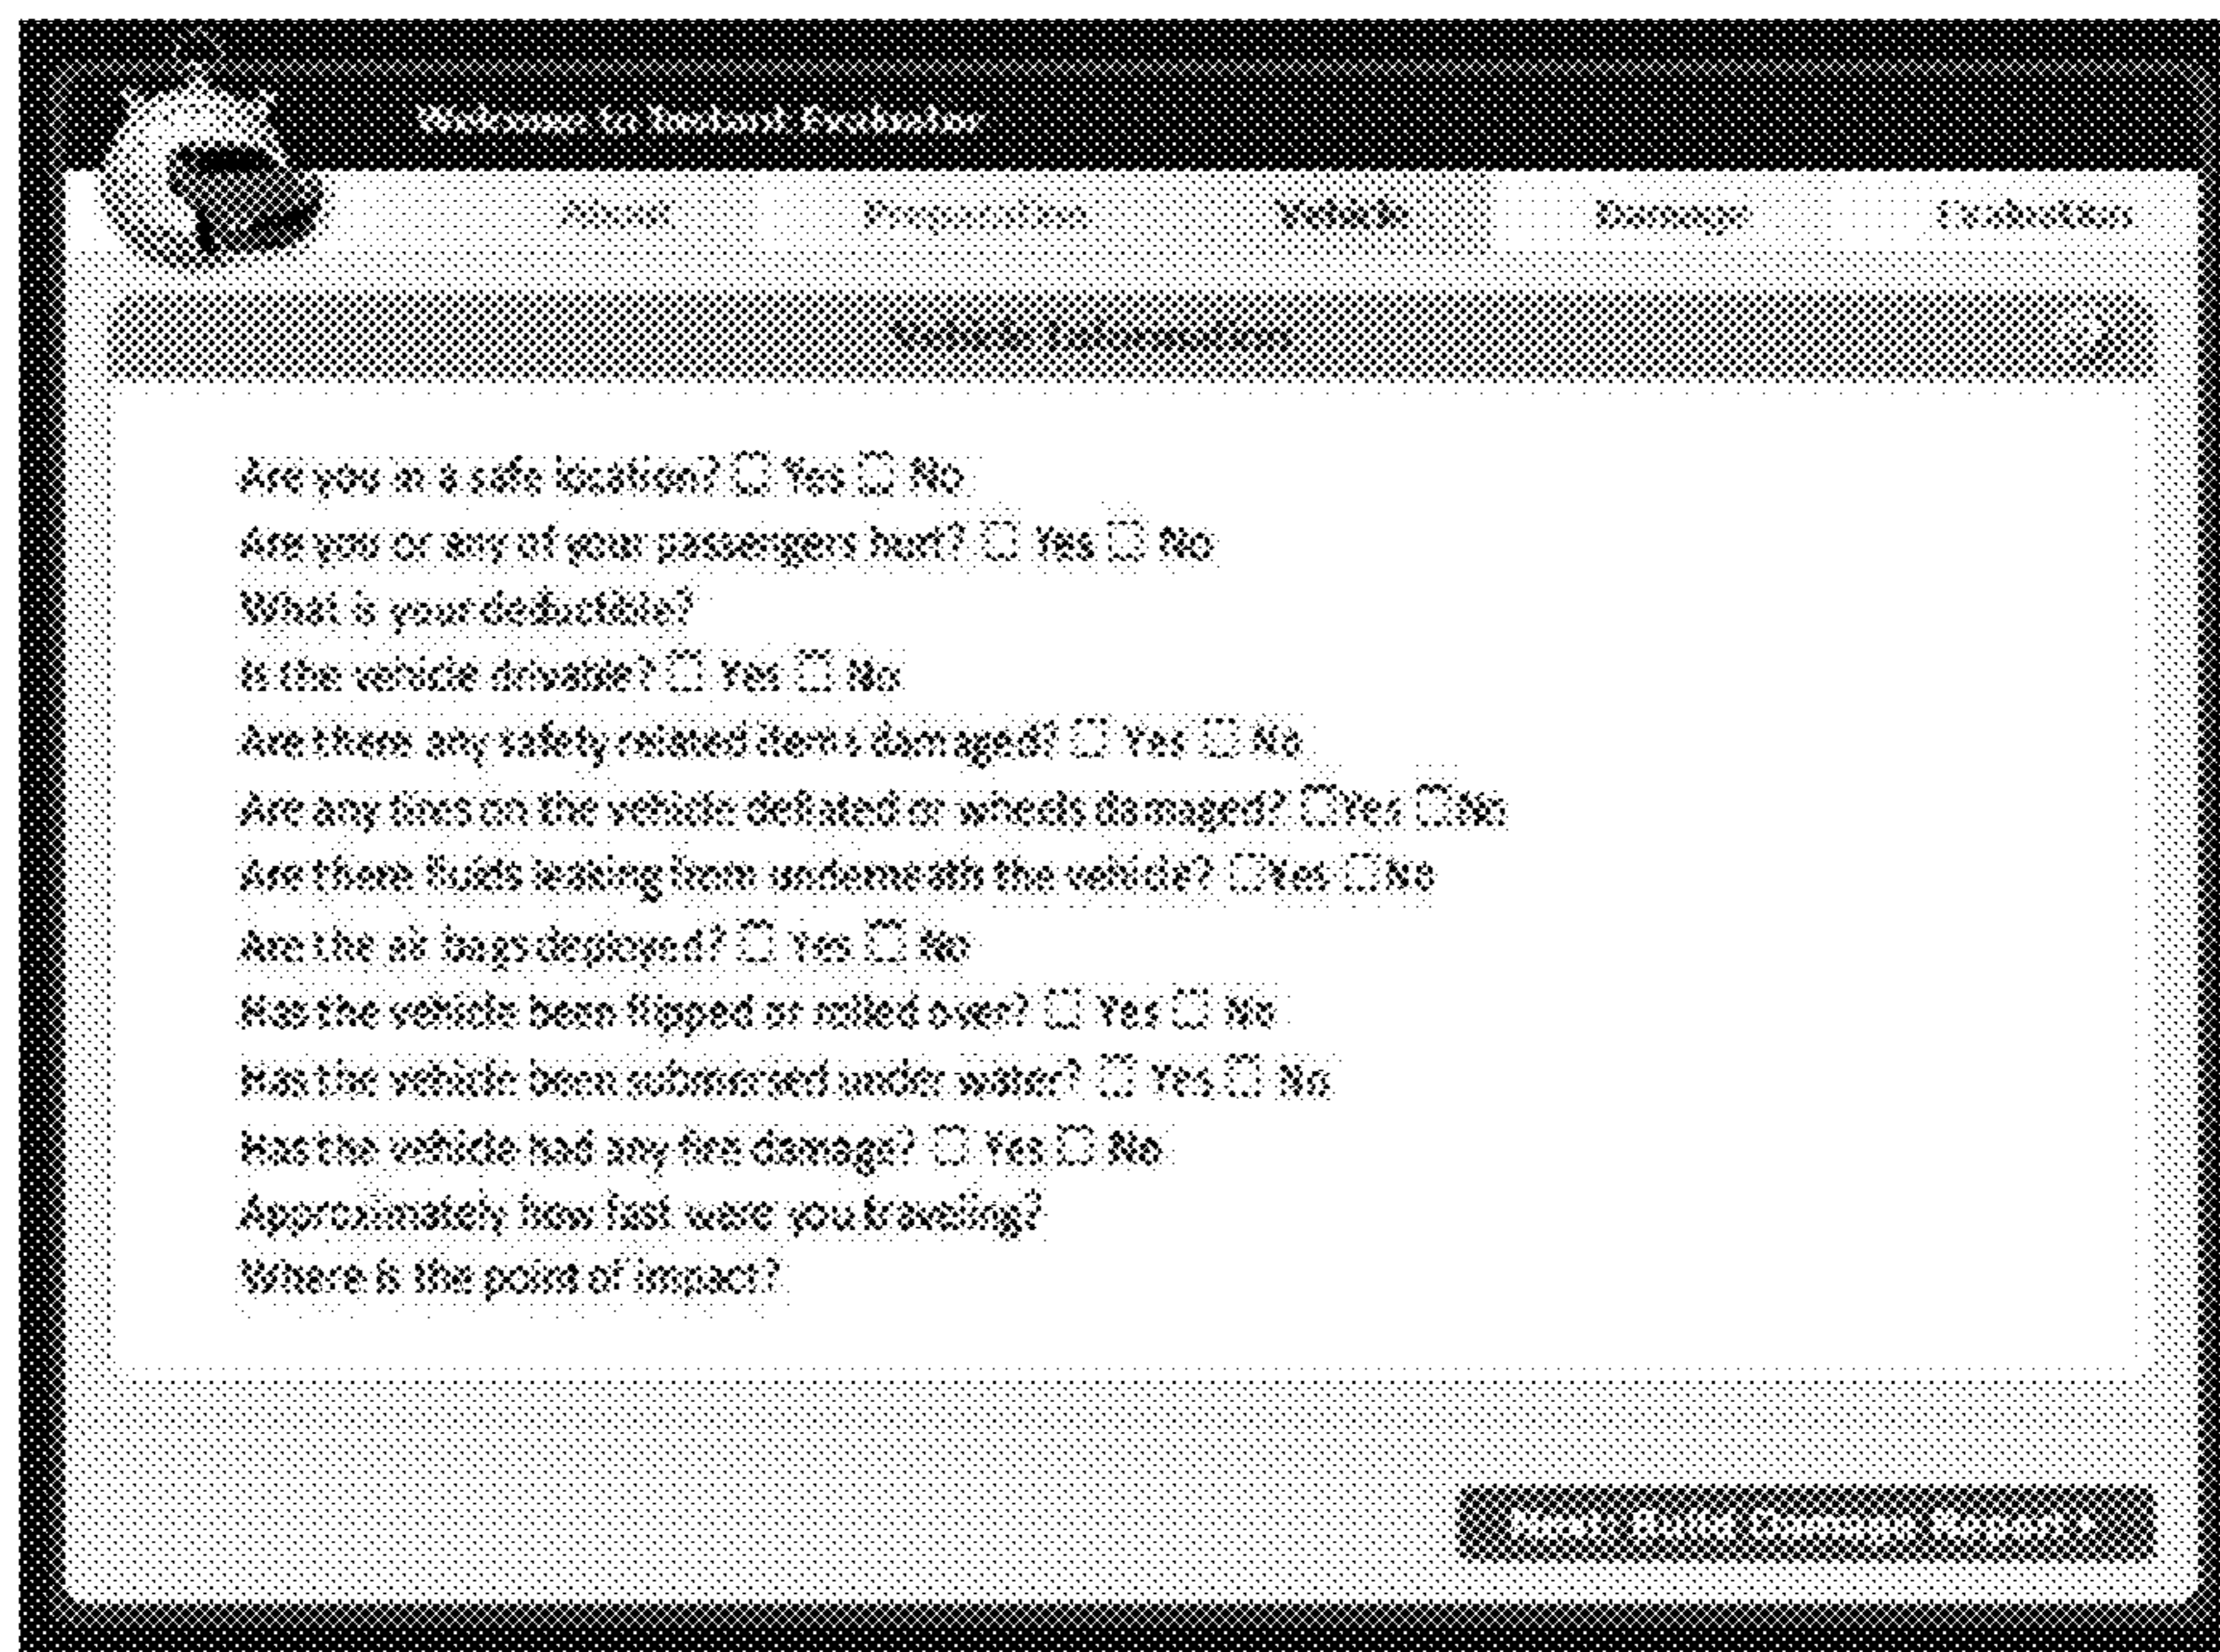 Welcome to Instant Evaluator
About Preparation Vehicle Damage Evaluation
Vehicle Information
Are you in a safe location? Yes No
Are you or any of your passengers hurt? Yes No
What is your deductible?
Is the vehicle drivable? Yes No
Are there any safety related items damaged? Yes No
Are any tires on the vehicle deflated or wheels damaged? Yes No
Are there fluids leaking from underneath the vehicle? Yes No
Are the air bags deployed? Yes No
Has the vehicle been flipped or rolled over? Yes No
Has the vehicle been submersed under water? Yes No
Has the vehicle had any fire damage? Yes No
Approximately how fast were you traveling?
Where is the point of impact?
Next: Build Damage Report